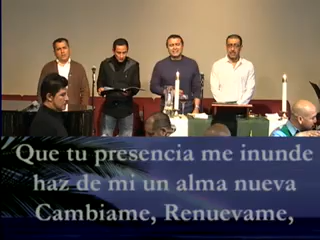 Que tu presencia me inunde
haz de mi un alma nueva
Cambiame, Renuevame,